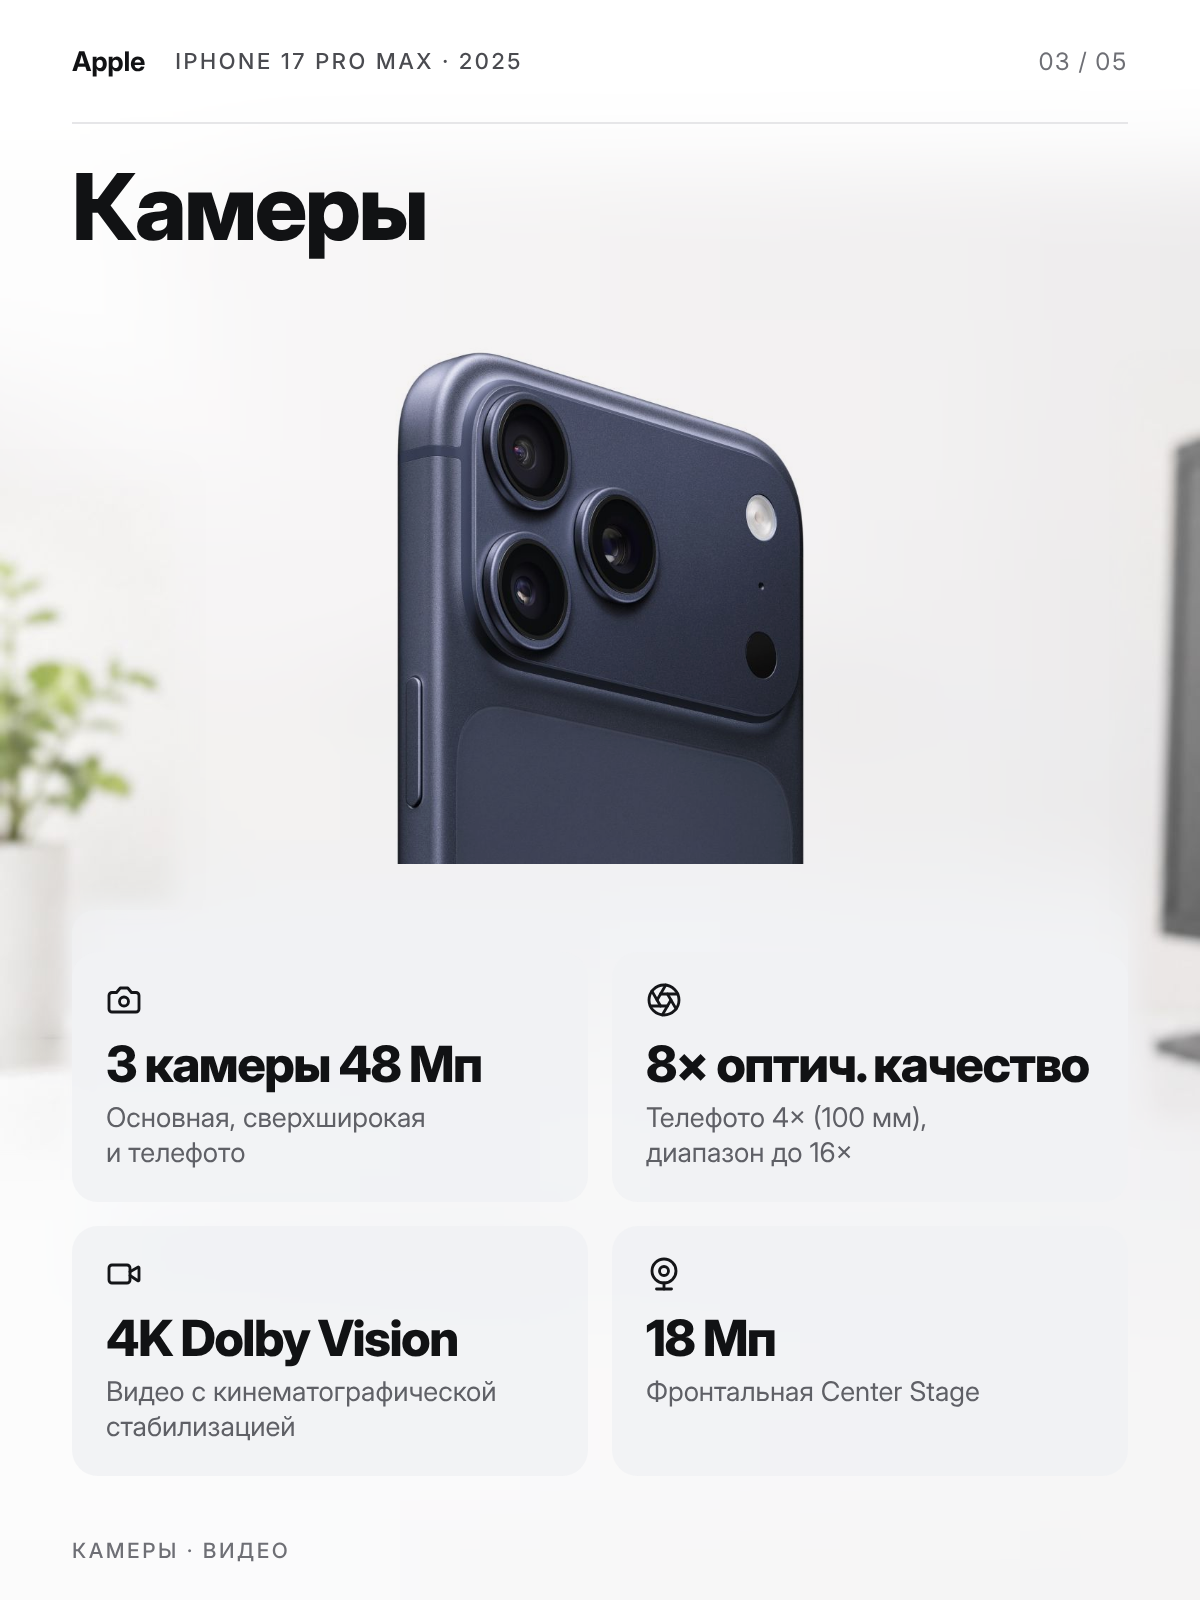 Apple IPHONE 17 PRO MAX · 2025 03 / 05
Камеры
3 камеры 48 Мп
Основная, сверхширокая
и телефото
8× оптич. качество
Телефото 4× (100 мм),
диапазон до 16×
4K Dolby Vision
Видео с кинематографической
стабилизацией
18 Мп
Фронтальная Center Stage
КАМЕРЫ · ВИДЕО